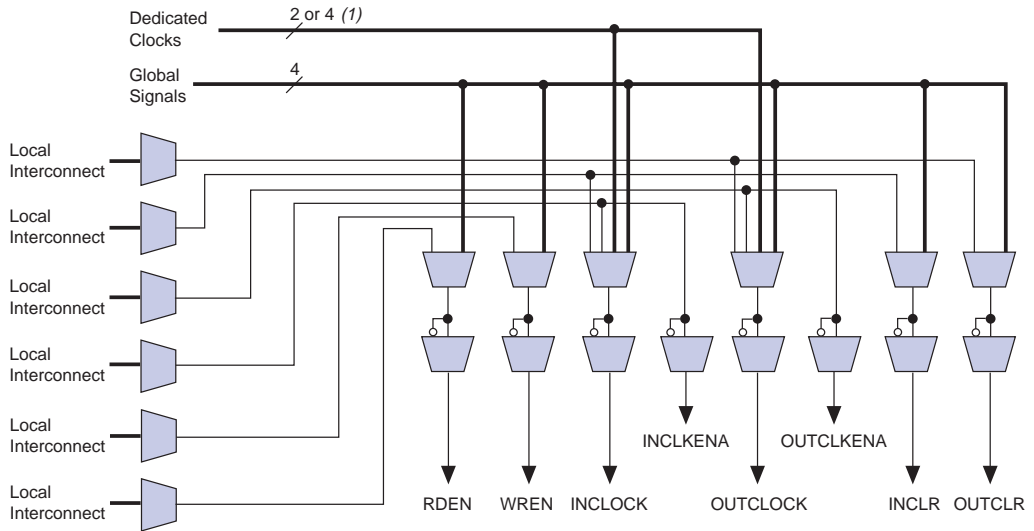 Dedicated
Clocks
2 or 4 (1)
Global
Signals
4
Local
Interconnect
Local
Interconnect
Local
Interconnect
Local
Interconnect
Local
Interconnect
Local
Interconnect
INCLKENA
OUTCLKENA
RDEN
WREN
INCLOCK
OUTCLOCK
INCLR
OUTCLR